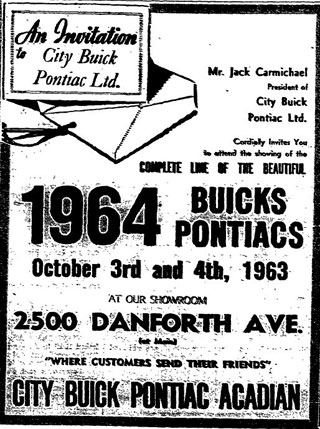 An Invitation
to City Buick
Pontiac Ltd.
Mr. Jack Carmichael
President of
City Buick
Pontiac Ltd.
Cordially Invites You
to attend the showing of the
COMPLETE LINE OF THE BEAUTIFUL
1964 BUICKS
PONTIACS
October 3rd and 4th, 1963
AT OUR SHOWROOM
2500 DANFORTH AVE.
(at Main)
"WHERE CUSTOMERS SEND THEIR FRIENDS"
CITY BUICK PONTIAC ACADIAN